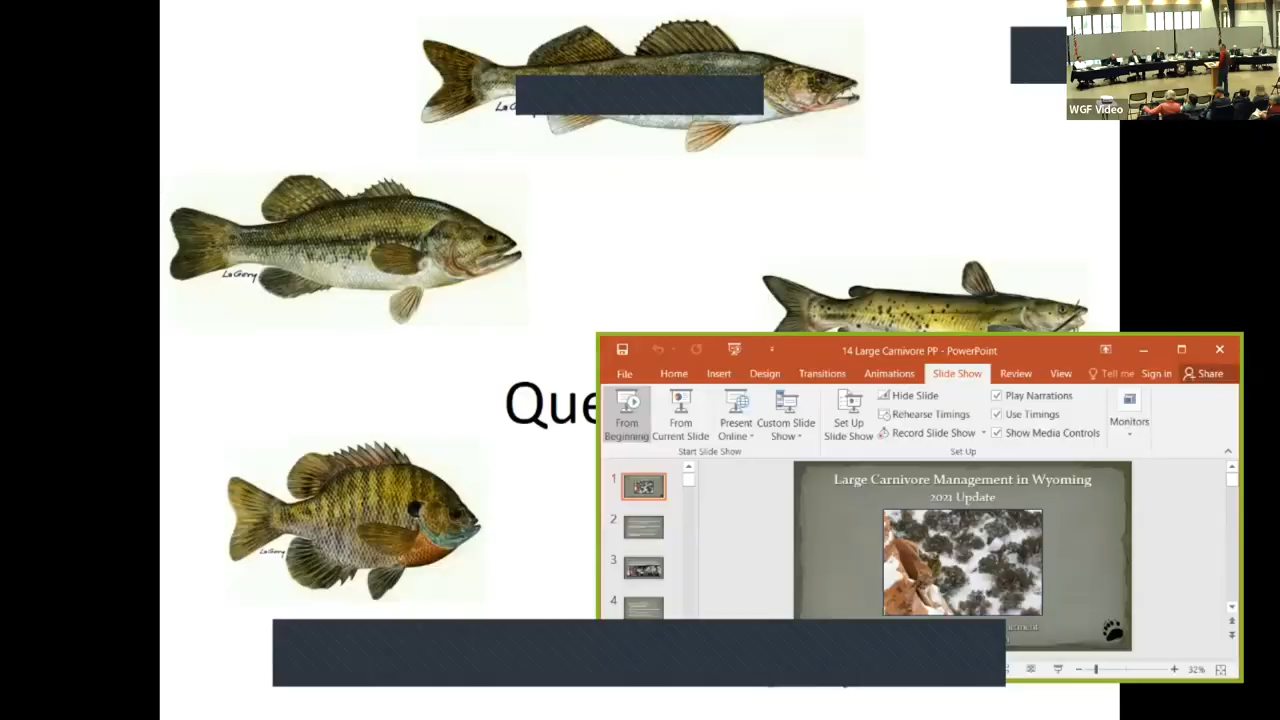 WGF Video
LaGory
Que
14 Large Carnivore PP - PowerPoint
File Home Insert Design Transitions Animations Slide Show Review View Tell me Sign in Share
From Beginning
From Current Slide
Present Online
Custom Slide Show
Start Slide Show
Set Up Slide Show
Hide Slide
Rehearse Timings
Record Slide Show
Play Narrations
Use Timings
Show Media Controls
Set Up
Monitors
1
2
3
4
Large Carnivore Management in Wyoming
2021 Update
LaGory
32%